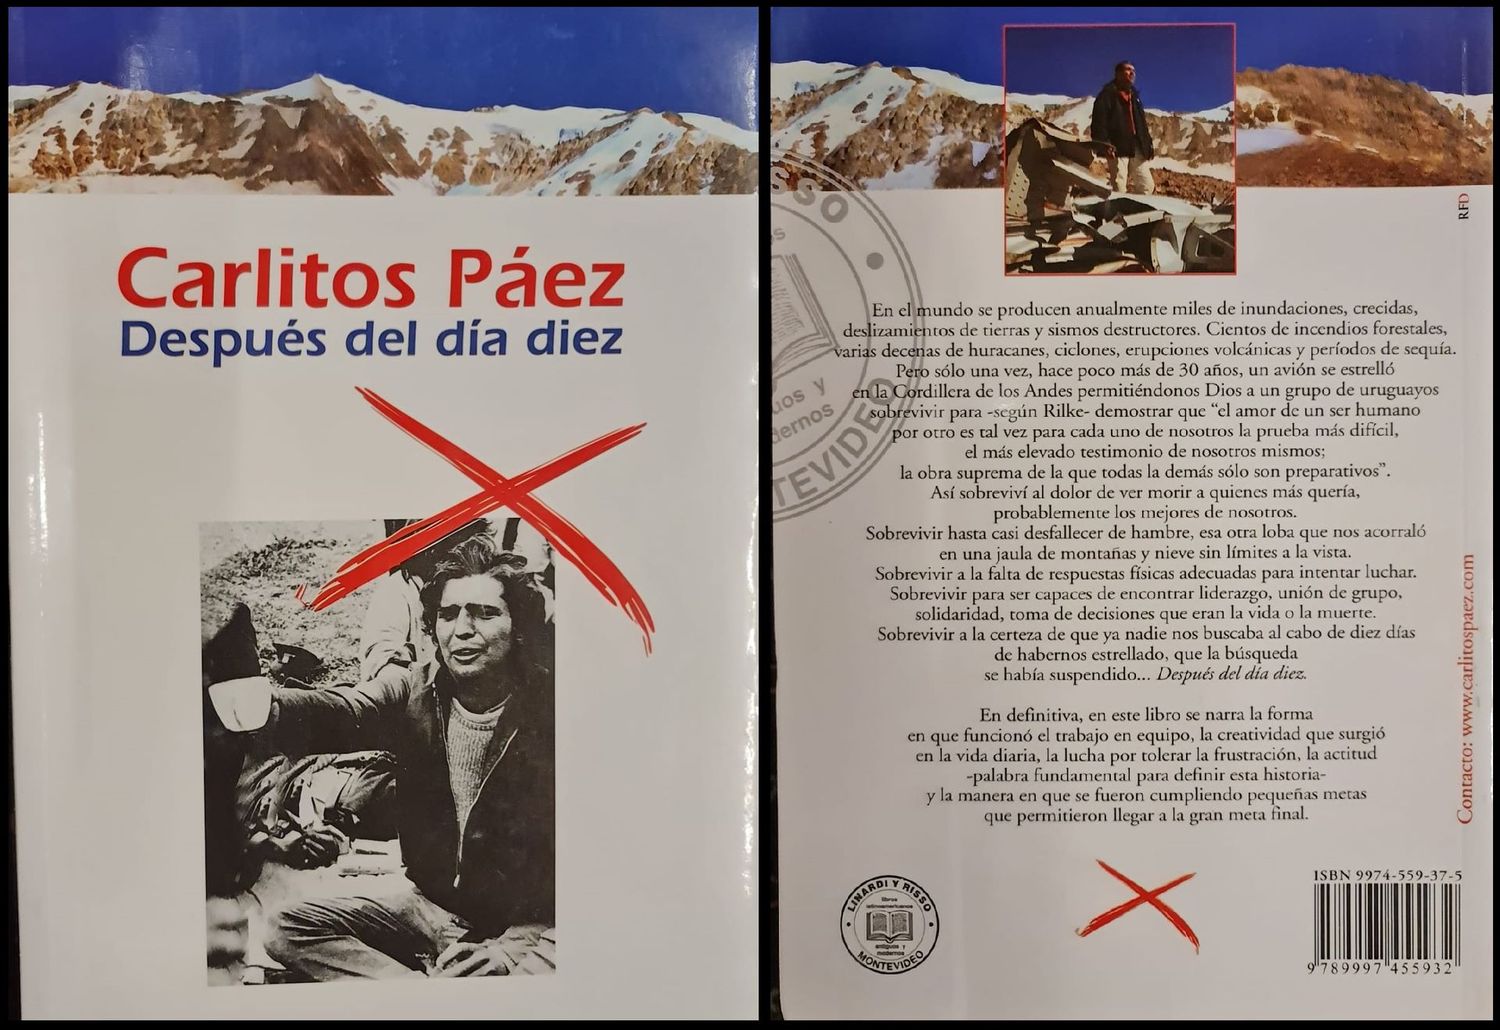 Carlitos Páez
Después del día diez
RFD
En el mundo se producen anualmente miles de inundaciones, crecidas,
deslizamientos de tierras y sismos destructores. Cientos de incendios forestales,
varias decenas de huracanes, ciclones, erupciones volcánicas y períodos de sequía.
Pero sólo una vez, hace poco más de 30 años, un avión se estrelló
en la Cordillera de los Andes permitiéndonos Dios a un grupo de uruguayos
sobrevivir para -según Rilke- demostrar que "el amor de un ser humano
por otro es tal vez para cada uno de nosotros la prueba más difícil,
el más elevado testimonio de nosotros mismos;
la obra suprema de la que todas la demás sólo son preparativos".
Así sobreviví al dolor de ver morir a quienes más quería,
probablemente los mejores de nosotros.
Sobrevivir hasta casi desfallecer de hambre, esa otra loba que nos acorraló
en una jaula de montañas y nieve sin límites a la vista.
Sobrevivir a la falta de respuestas físicas adecuadas para intentar luchar.
Sobrevivir para ser capaces de encontrar liderazgo, unión de grupo,
solidaridad, toma de decisiones que eran la vida o la muerte.
Sobrevivir a la certeza de que ya nadie nos buscaba al cabo de diez días
de habernos estrellado, que la búsqueda
se había suspendido... Después del día diez.
En definitiva, en este libro se narra la forma
en que funcionó el trabajo en equipo, la creatividad que surgió
en la vida diaria, la lucha por tolerar la frustración, la actitud
-palabra fundamental para definir esta historia-
y la manera en que se fueron cumpliendo pequeñas metas
que permitieron llegar a la gran meta final.
Contacto: www.carlitospaez.com
LINARDI Y RISSO
libros
latinoamericanos
antiguos y
modernos
MONTEVIDEO
ISBN 9974-559-37-5
9 789997 455932